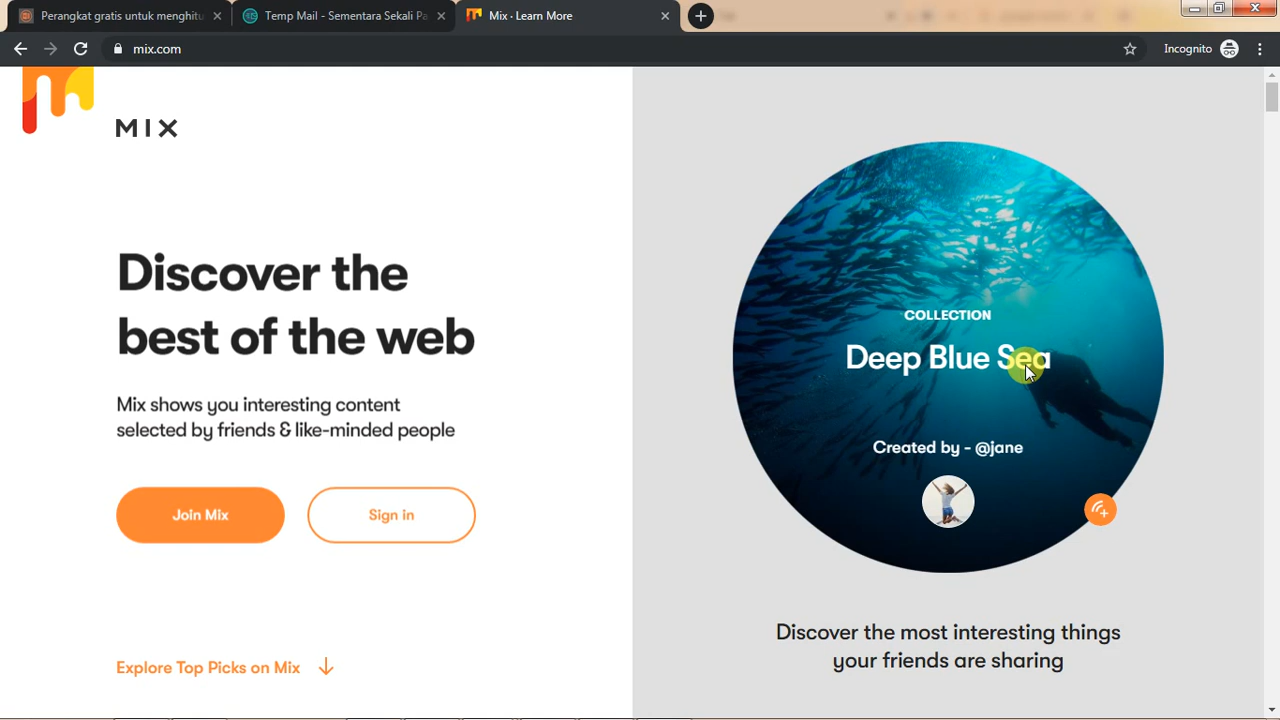 Perangkat gratis untuk menghitu
Temp Mail - Sementara Sekali Pa
Mix · Learn More
mix.com
Incognito
MIX
Discover the
best of the web
Mix shows you interesting content
selected by friends & like-minded people
Join Mix
Sign in
Explore Top Picks on Mix
COLLECTION
Deep Blue Sea
Created by - @jane
Discover the most interesting things
your friends are sharing